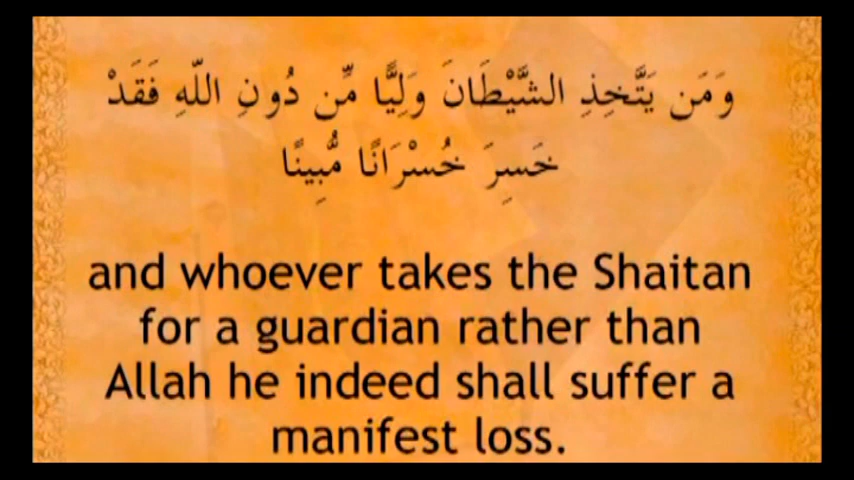 وَمَن يَتَّخِذِ الشَّيْطَانَ وَلِيًّا مِّن دُونِ اللّهِ فَقَدْ
خَسِرَ خُسْرَانًا مُّبِينًا
and whoever takes the Shaitan
for a guardian rather than
Allah he indeed shall suffer a
manifest loss.